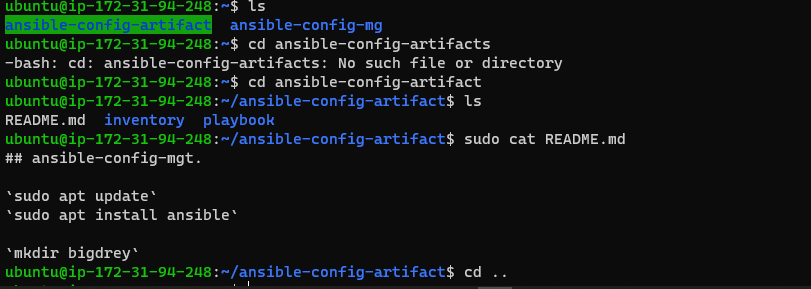 ubuntu@ip-172-31-94-248:~$ ls
ansible-config-artifact  ansible-config-mg
ubuntu@ip-172-31-94-248:~$ cd ansible-config-artifacts
-bash: cd: ansible-config-artifacts: No such file or directory
ubuntu@ip-172-31-94-248:~$ cd ansible-config-artifact
ubuntu@ip-172-31-94-248:~/ansible-config-artifact$ ls
README.md  inventory  playbook
ubuntu@ip-172-31-94-248:~/ansible-config-artifact$ sudo cat README.md
## ansible-config-mgt.
`sudo apt update`
`sudo apt install ansible`
`mkdir bigdrey`
ubuntu@ip-172-31-94-248:~/ansible-config-artifact$ cd ..